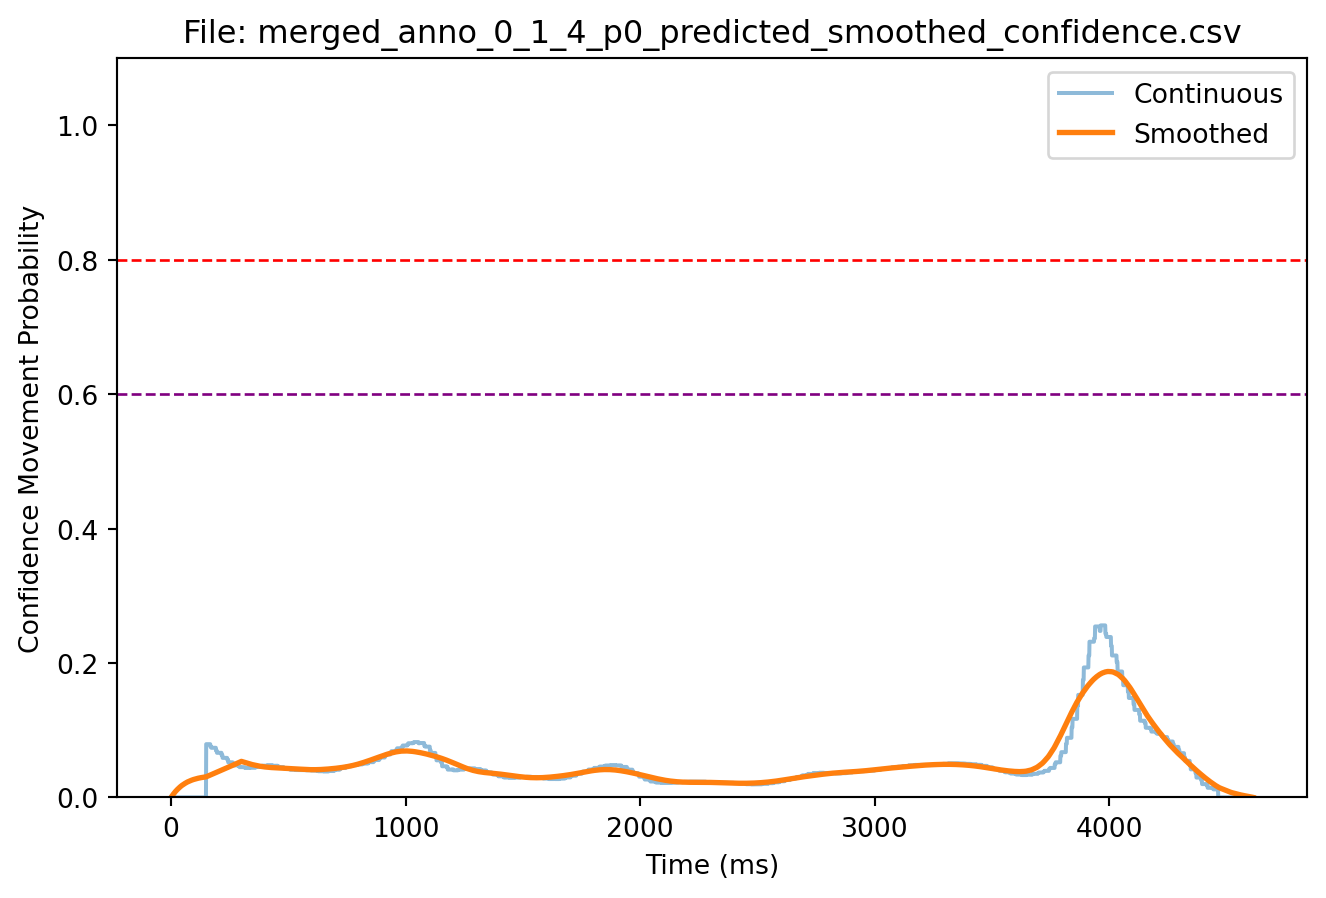 File: merged_anno_0_1_4_p0_predicted_smoothed_confidence.csv
Continuous
Smoothed
Confidence Movement Probability
1.0
0.8
0.6
0.4
0.2
0.0
0 1000 2000 3000 4000
Time (ms)